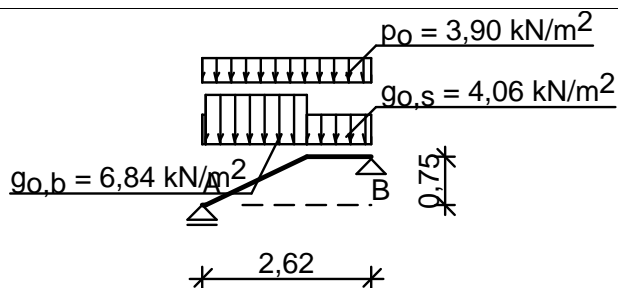 p₀ = 3,90 kN/m²
g₀,s = 4,06 kN/m²
g₀,b = 6,84 kN/m²
A
B
0,75
2,62